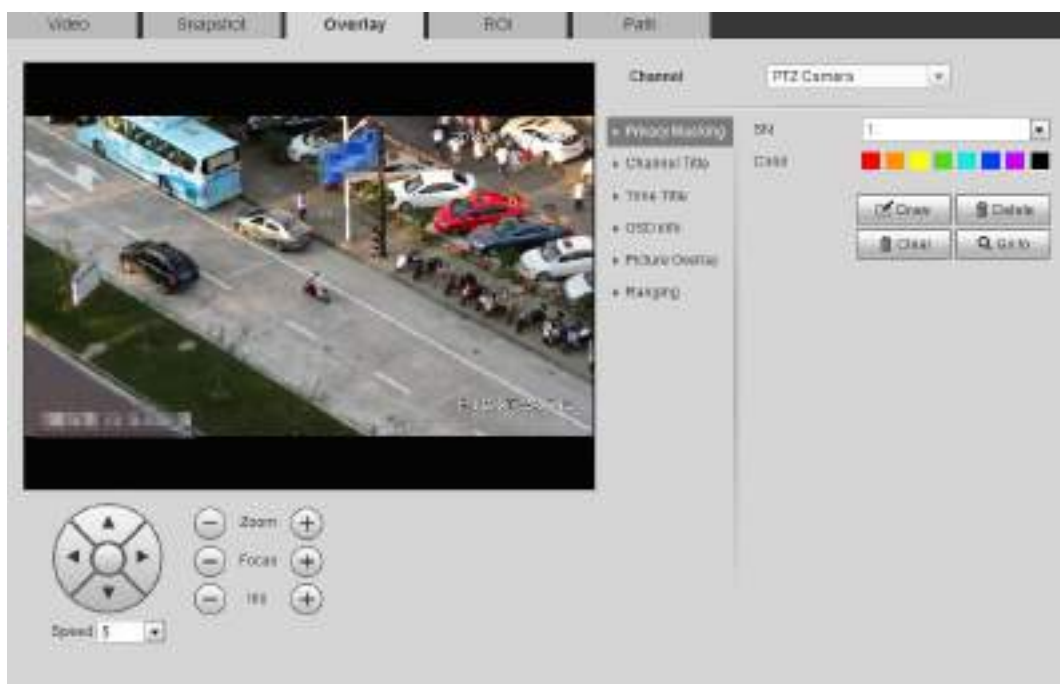 Video
Snapshot
Overlay
ROI
Path
Channel
PTZ Camera
Privacy Masking
Channel Title
Time Title
OSD Info
Picture Overlay
Ranging
SN
1
Color
Draw
Delete
Clear
Go to
Zoom
Focus
Iris
Speed 5